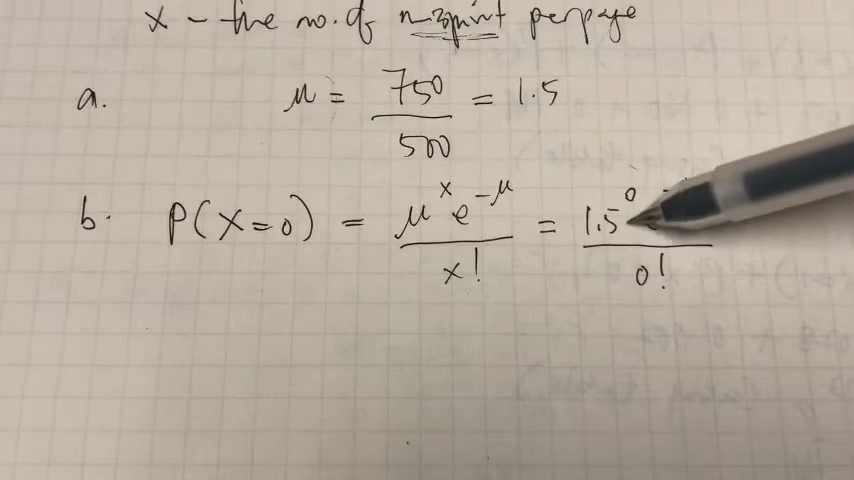 x - the no. of misprint per page
a. μ = 750 / 500 = 1.5
b. P(X=0) = μ^x e^-μ / x! = 1.5^0 / 0!